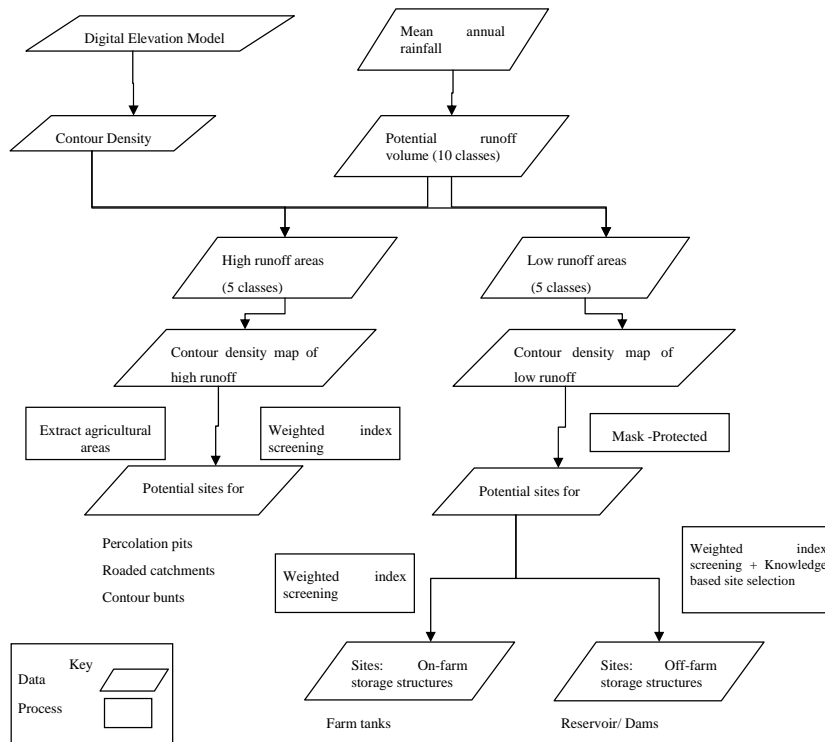 Digital Elevation Model
Mean annual
rainfall
Contour Density
Potential runoff
volume (10 classes)
High runoff areas
(5 classes)
Low runoff areas
(5 classes)
Contour density map of
high runoff
Contour density map of
low runoff
Extract agricultural
areas
Weighted index
screening
Mask -Protected
Potential sites for
Potential sites for
Percolation pits
Roaded catchments
Contour bunts
Weighted index
screening
Weighted index
screening + Knowledge
based site selection
Key
Data
Process
Sites: On-farm
storage structures
Sites: Off-farm
storage structures
Farm tanks
Reservoir/ Dams